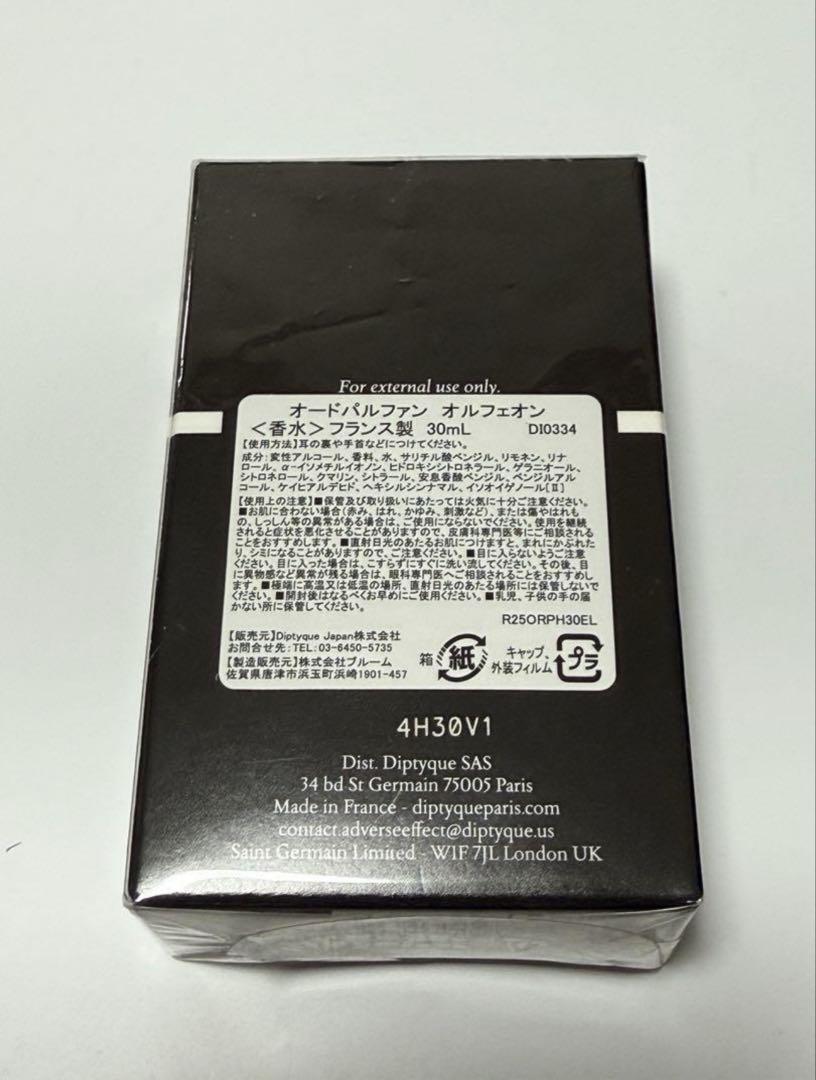 For external use only.
オードパルファン オルフェオン
＜香水＞フランス製 30mL DI0334
【使用方法】耳の裏や手首などにつけてください。
成分：変性アルコール、香料、水、サリチル酸ベンジル、リモネン、リナ
ロール、α-イソメチルイオノン、ヒドロキシシトロネラール、ゲラニオール、
シトロネロール、クマリン、シトラール、安息香酸ベンジル、ベンジルアル
コール、ケイヒアルデヒド、ヘキシルシンナマル、イソオイゲノール[Ⅱ]
【使用上の注意】■保管及び取り扱いにあたっては火気に十分ご注意ください。
■お肌に合わない場合(赤み、はれ、かゆみ、刺激など)、または傷やはれも
の、しっしん等の異常がある場合は、ご使用にならないでください。使用を継続
されると症状を悪化させることがありますので、皮膚科専門医等にご相談される
ことをおすすめします。■直射日光のあたるお肌につけますと、まれにかぶれた
り、シミになることがありますので、ご注意ください。■目に入らないようご注意
ください。目に入った場合は、こすらずにすぐに洗い流してください。その後、目
に異物感など異常が残る場合は、眼科専門医へご相談されることをおすすめしま
す。■極端に高温又は低温の場所、直射日光のあたる場所には保管しないで
ください。■開封後はなるべくお早めにご使用ください。■乳児、子供の手の届
かない所に保管してください。
R25ORPH30EL
【販売元】Diptyque Japan株式会社
お問合せ先：TEL:03-6450-5735
【製造販売元】株式会社ブルーム
佐賀県唐津市浜玉町浜崎1901-457
箱 紙 キャップ、
外装フィルム プラ
4H30V1
Dist. Diptyque SAS
34 bd St Germain 75005 Paris
Made in France - diptyqueparis.com
contact.adverseeffect@diptyque.us
Saint Germain Limited - W1F 7JL London UK